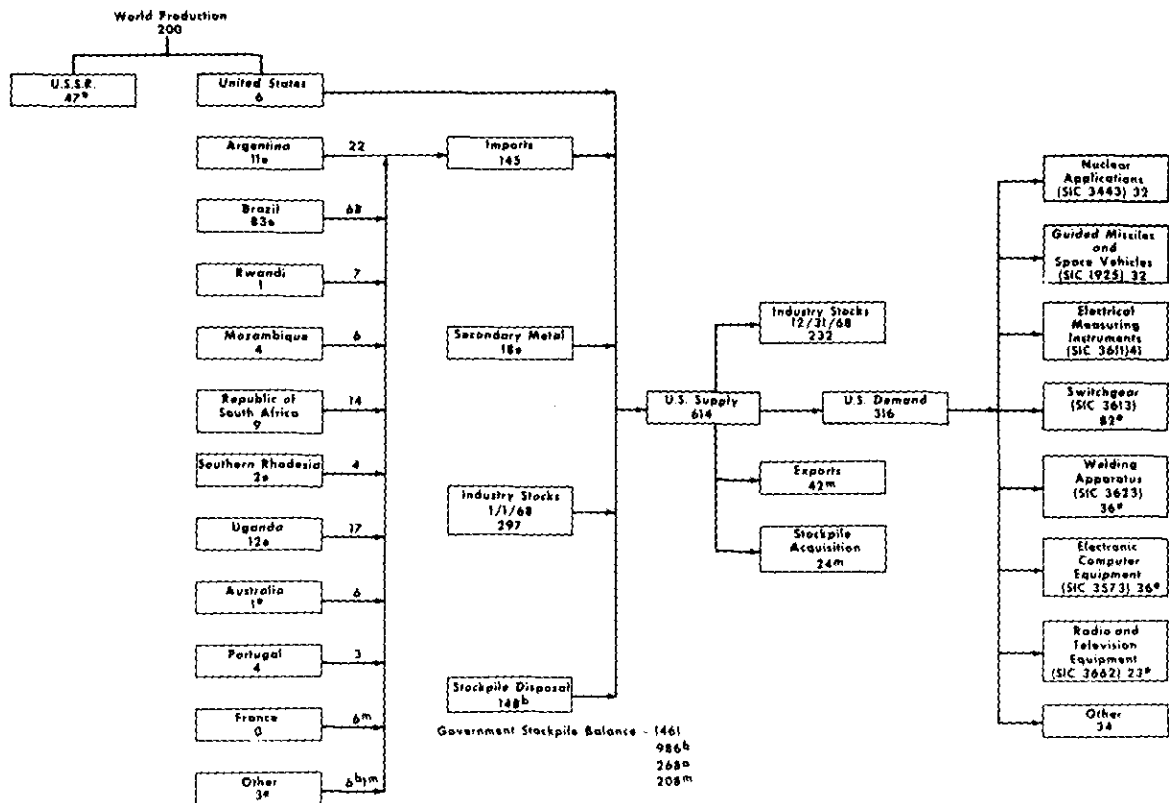 World Production
200
U.S.S.R.
47e
United States
6
Argentina
11e
22
Imports
145
Nuclear
Applications
(SIC 3443) 32
Brazil
83e
68
Guided Missiles
and
Space Vehicles
(SIC 1925) 32
Rwandi
1
7
Mozambique
4
6
Secondary Metal
18e
Industry Stocks
12/31/68
232
Electrical
Measuring
Instruments
(SIC 3611)41
Republic of
South Africa
9
14
U.S. Supply
614
U.S. Demand
316
Switchgear
(SIC 3613)
82e
Southern Rhodesia
2e
4
Industry Stocks
1/1/68
297
Exports
42m
Welding
Apparatus
(SIC 3623)
36e
Uganda
12e
17
Stockpile
Acquisition
24m
Electronic
Computer
Equipment
(SIC 3573) 36e
Australia
1e
6
Portugal
4
3
Radio and
Television
Equipment
(SIC 3662) 23e
Stockpile Disposal
148b
France
0
6m
Other
34
Government Stockpile Balance - 1461
986b
268a
208m
Other
3e
6b1m